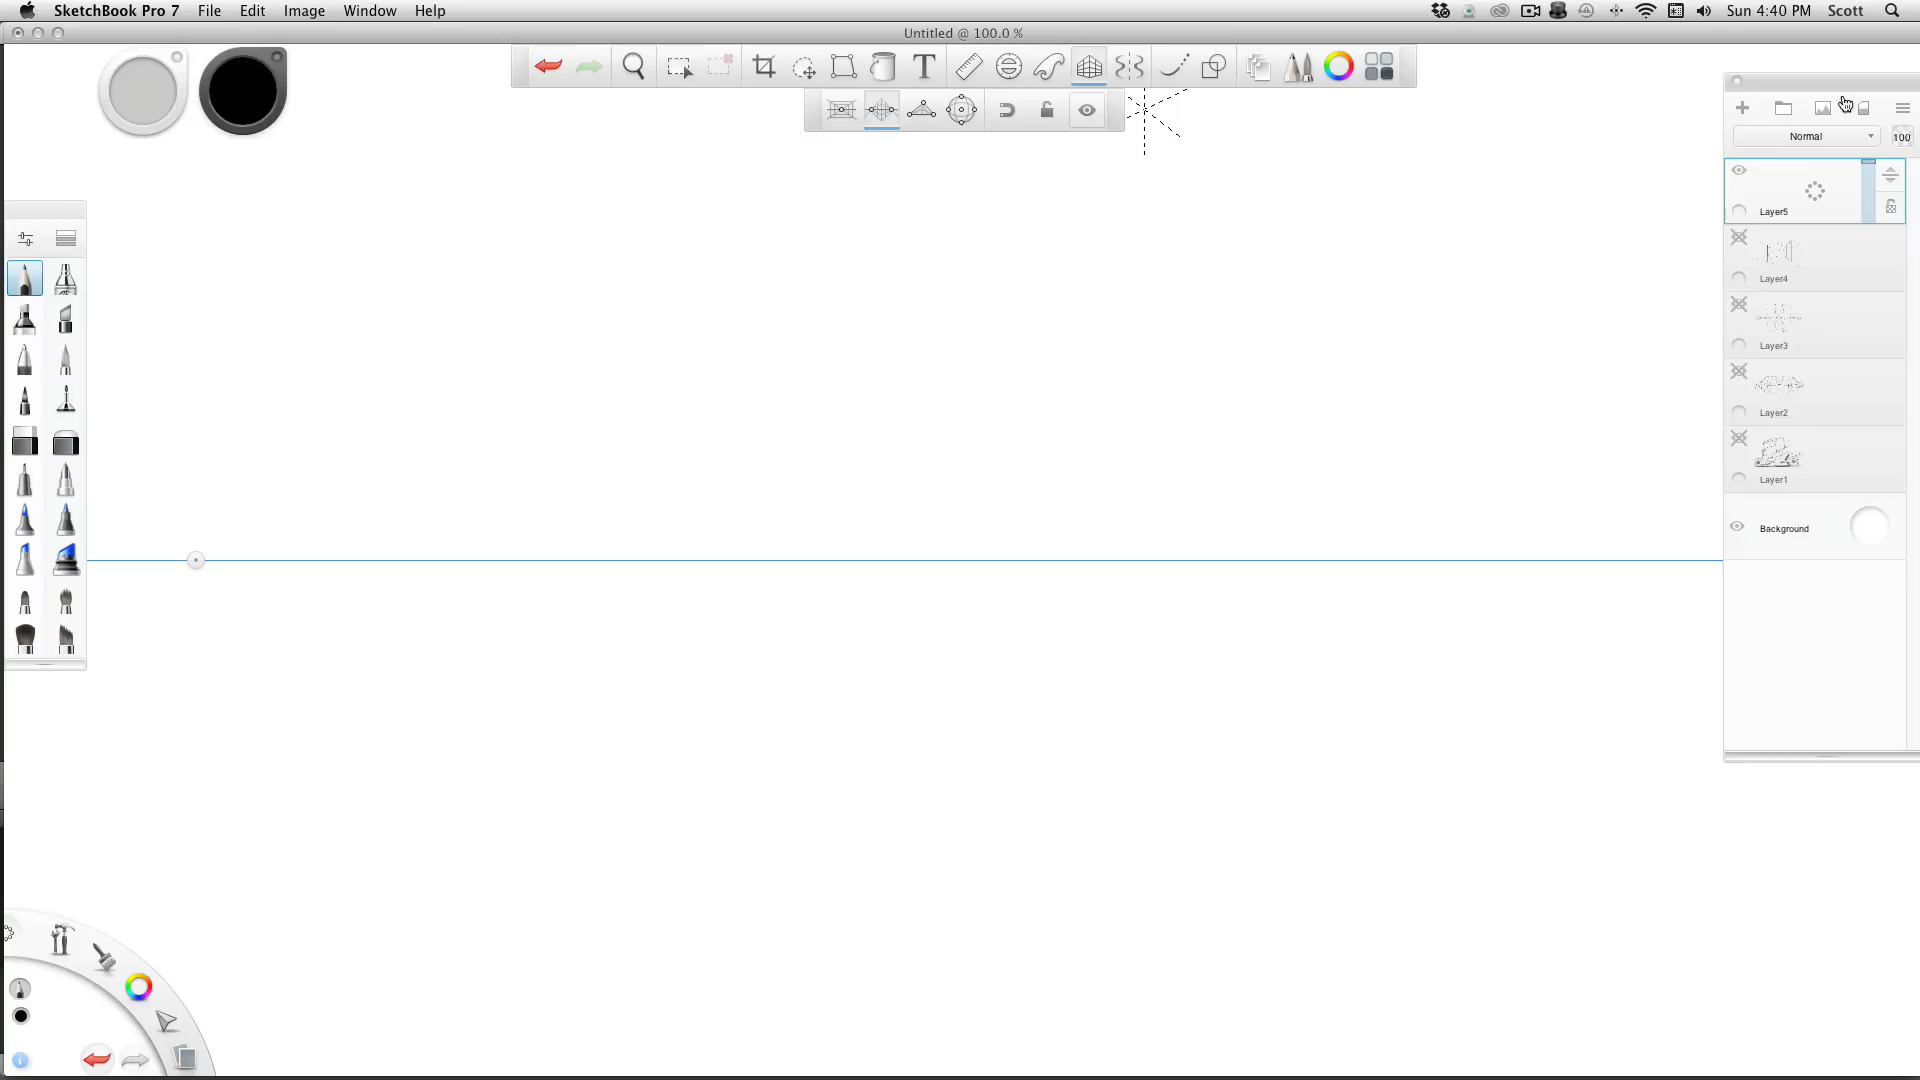 SketchBook Pro 7 File Edit Image Window Help Sun 4:40 PM Scott
Untitled @ 100.0 %
T
Normal 100
Layer5
Layer4
Layer3
Layer2
Layer1
Background
i